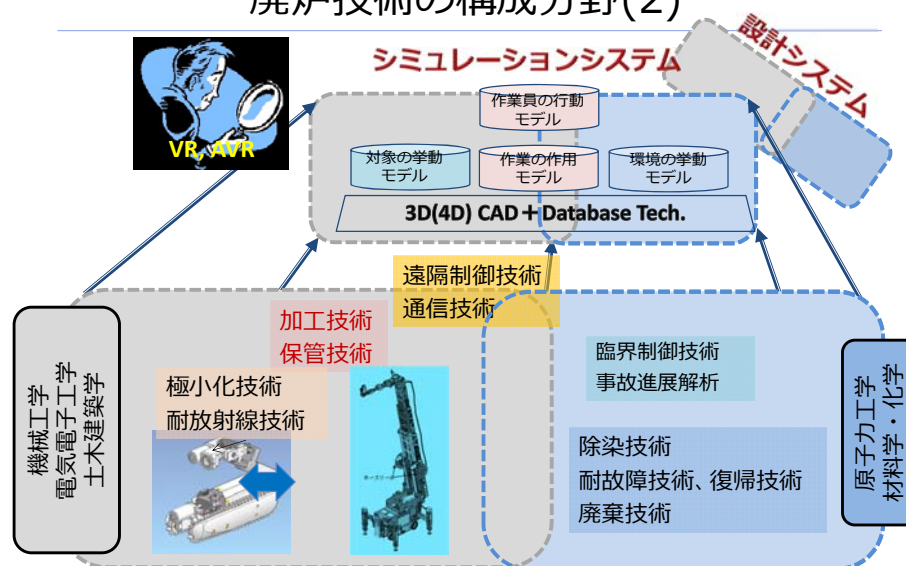 廃炉技術の構成分野(2)
シミュレーションシステム
設計システム
VR, AVR
作業員の行動
モデル
対象の挙動
モデル
作業の作用
モデル
環境の挙動
モデル
3D(4D) CAD+Database Tech.
遠隔制御技術
通信技術
加工技術
保管技術
極小化技術
耐放射線技術
臨界制御技術
事故進展解析
除染技術
耐故障技術、復帰技術
廃棄技術
機械工学
電気電子工学
土木建築学
原子力工学
材料学・化学